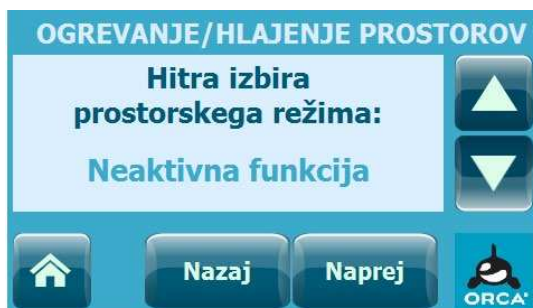 OGREVANJE/HLAJENJE PROSTOROV
Hitra izbira
prostorskega režima:
Neaktivna funkcija
Nazaj
Naprej
ORCA